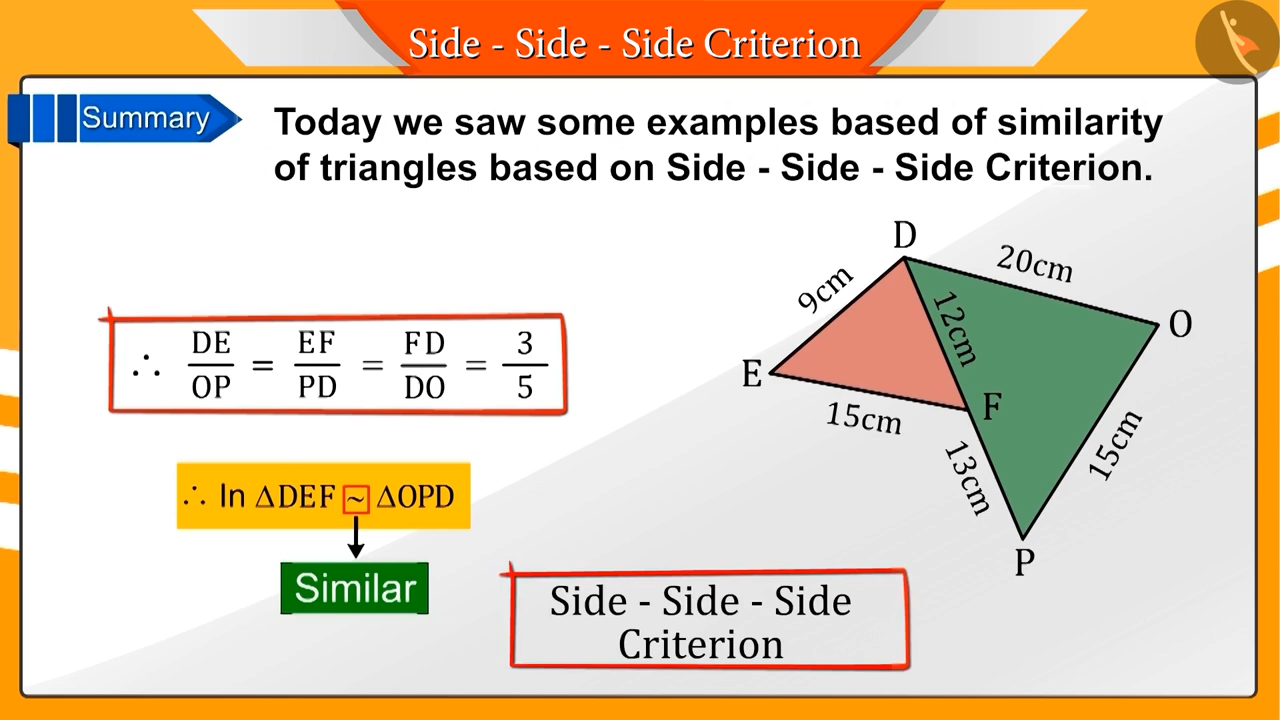 Side - Side - Side Criterion
Summary
Today we saw some examples based of similarity
of triangles based on Side - Side - Side Criterion.
D
20cm
9cm
12cm
O
E
F
15cm
13cm
15cm
P
∴ DE/OP = EF/PD = FD/DO = 3/5
∴ In ΔDEF ~ ΔOPD
Similar
Side - Side - Side
Criterion